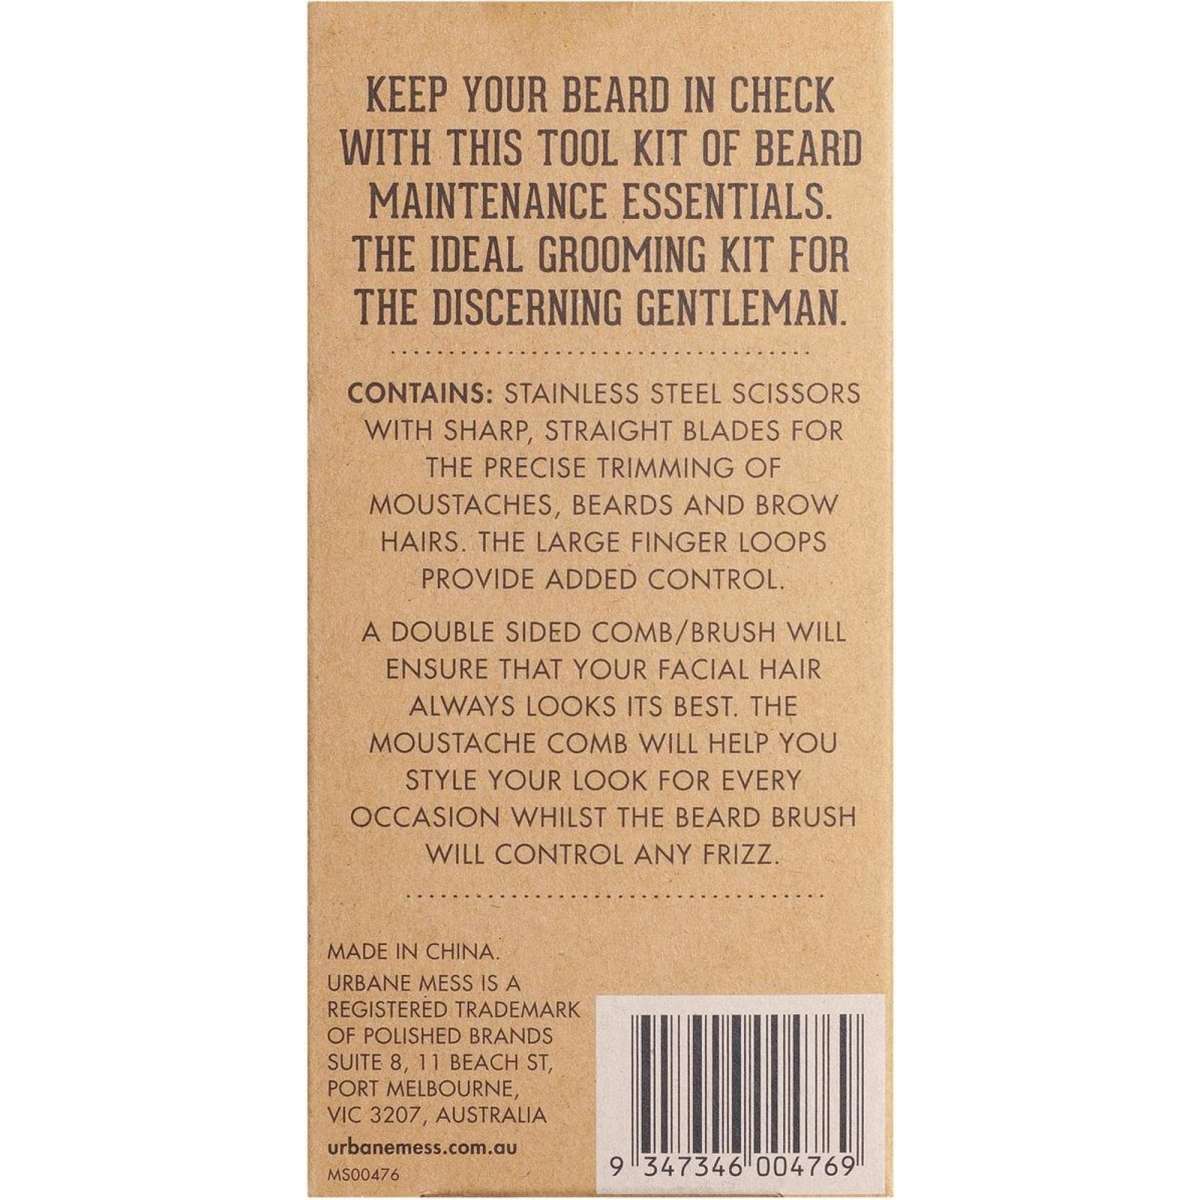 KEEP YOUR BEARD IN CHECK
WITH THIS TOOL KIT OF BEARD
MAINTENANCE ESSENTIALS.
THE IDEAL GROOMING KIT FOR
THE DISCERNING GENTLEMAN.
CONTAINS: STAINLESS STEEL SCISSORS
WITH SHARP, STRAIGHT BLADES FOR
THE PRECISE TRIMMING OF
MOUSTACHES, BEARDS AND BROW
HAIRS. THE LARGE FINGER LOOPS
PROVIDE ADDED CONTROL.
A DOUBLE SIDED COMB/BRUSH WILL
ENSURE THAT YOUR FACIAL HAIR
ALWAYS LOOKS ITS BEST. THE
MOUSTACHE COMB WILL HELP YOU
STYLE YOUR LOOK FOR EVERY
OCCASION WHILST THE BEARD BRUSH
WILL CONTROL ANY FRIZZ.
MADE IN CHINA.
URBANE MESS IS A
REGISTERED TRADEMARK
OF POLISHED BRANDS
SUITE 8, 11 BEACH ST,
PORT MELBOURNE,
VIC 3207, AUSTRALIA
urbanemess.com.au
MS00476
9 347346 004769